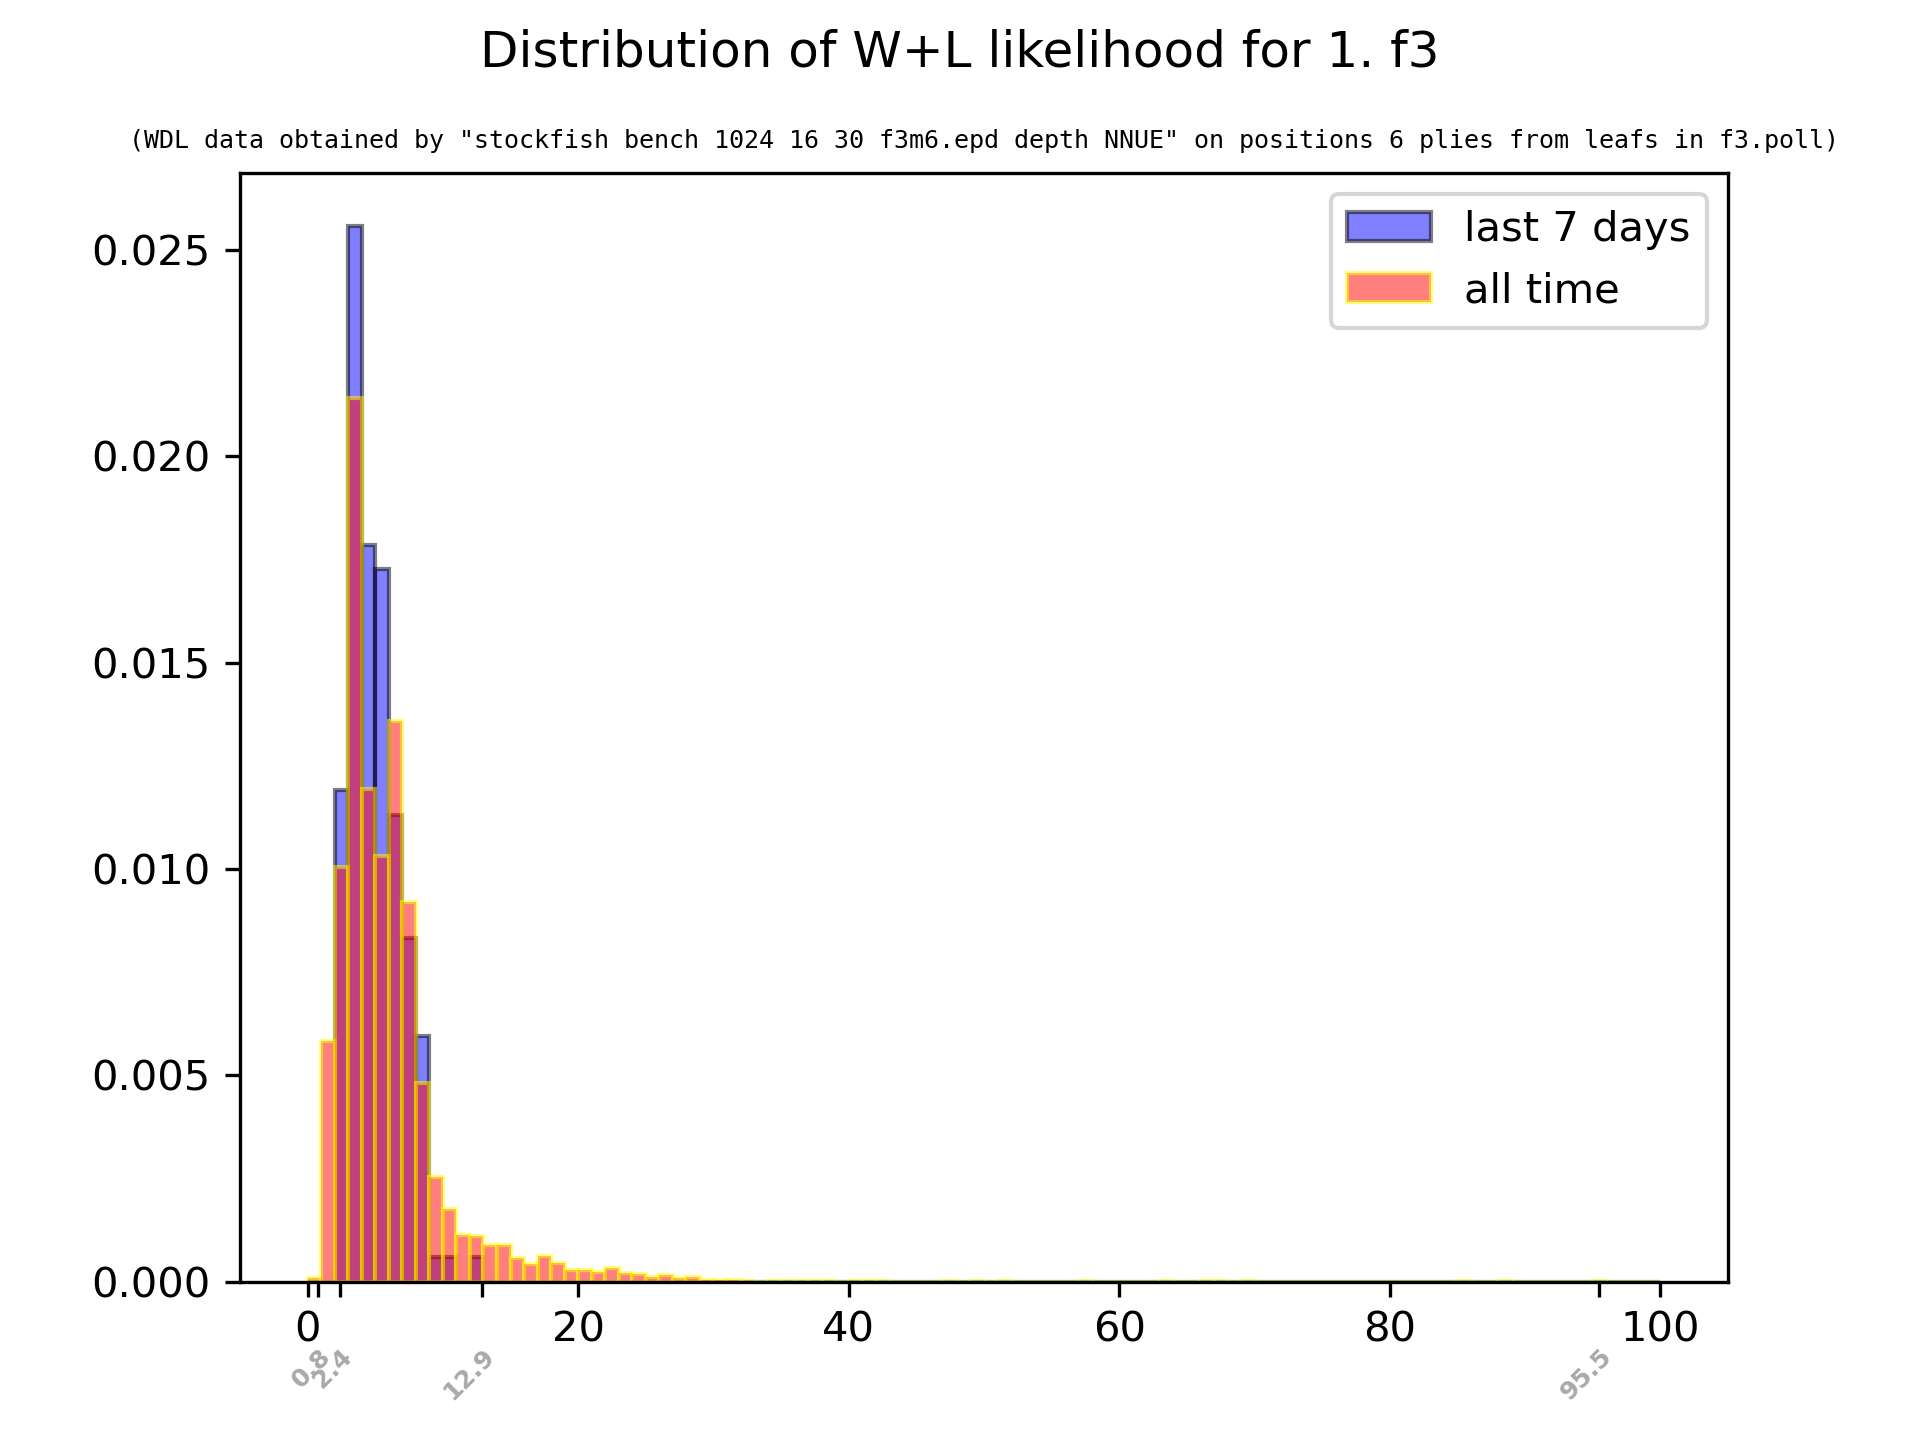 Distribution of W+L likelihood for 1. f3
(WDL data obtained by "stockfish bench 1024 16 30 f3m6.epd depth NNUE" on positions 6 plies from leafs in f3.poll)
last 7 days
all time
0.025
0.020
0.015
0.010
0.005
0.000
0 20 40 60 80 100
0.8 2.4 12.9 95.5